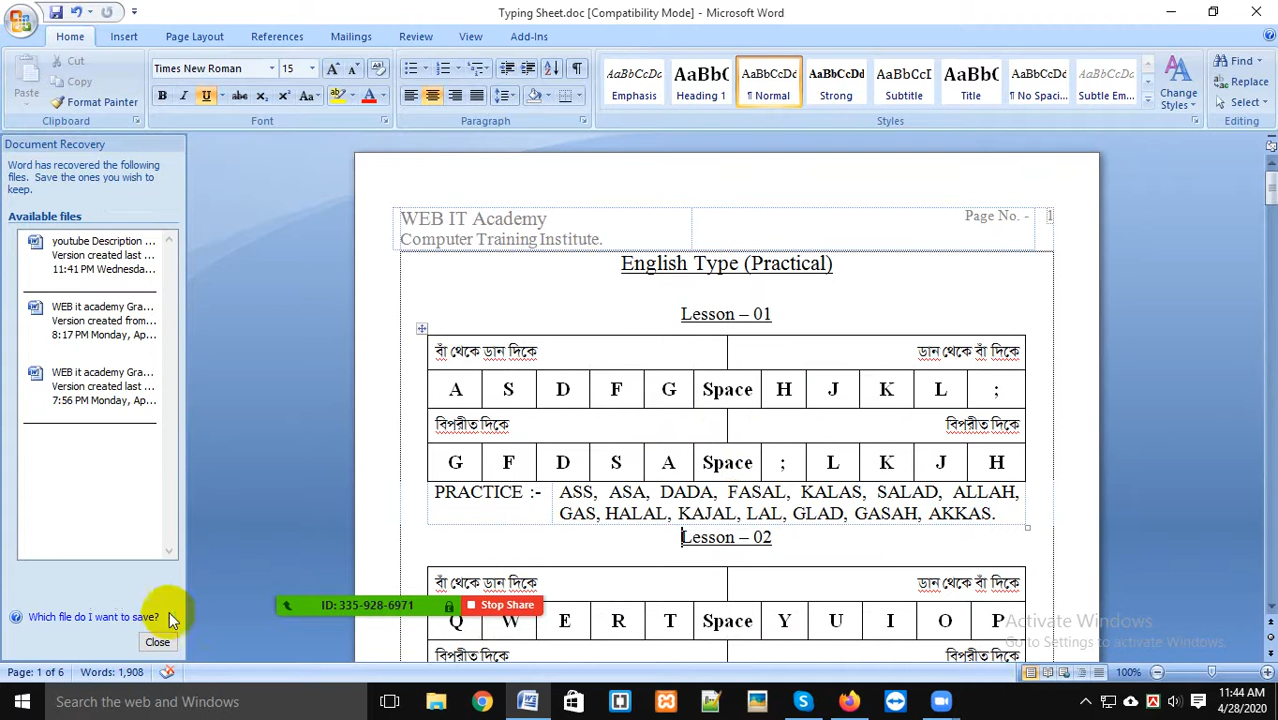 Typing Sheet.doc [Compatibility Mode] - Microsoft Word
Home Insert Page Layout References Mailings Review View Add-Ins
Paste
Cut
Copy
Format Painter
Times New Roman 15
AaBbCcDc AaBbC AaBbCcDc AaBbCcDd AaBbCcI AaBbC AaBbCcDc AaBbCcDc
Emphasis Heading 1 ¶ Normal Strong Subtitle Title ¶ No Spaci... Subtle Em...
Change Styles
Find
Replace
Select
Clipboard Font Paragraph Styles Editing
Document Recovery
Word has recovered the following
files. Save the ones you wish to
keep.
Available files
youtube Description ...
Version created last ...
11:41 PM Wednesda...
WEB it academy Gra...
Version created from...
8:17 PM Monday, Ap...
WEB it academy Gra...
Version created last ...
7:56 PM Monday, Ap...
Which file do I want to save?
Close
WEB IT Academy
Computer Training Institute.
Page No. - 1
English Type (Practical)
Lesson – 01
বাঁ থেকে ডান দিকে ডান থেকে বাঁ দিকে
A S D F G Space H J K L ;
বিপরীত দিকে বিপরীত দিকে
G F D S A Space ; L K J H
PRACTICE :- ASS, ASA, DADA, FASAL, KALAS, SALAD, ALLAH,
GAS, HALAL, KAJAL, LAL, GLAD, GASAH, AKKAS.
Lesson – 02
বাঁ থেকে ডান দিকে ডান থেকে বাঁ দিকে
Q W E R T Space Y U I O P
বিপরীত দিকে বিপরীত দিকে
ID: 335-928-6971 Stop Share
Activate Windows
Go to Settings to activate Windows.
Page: 1 of 6 Words: 1,908 100%
Search the web and Windows
11:44 AM
4/28/2020